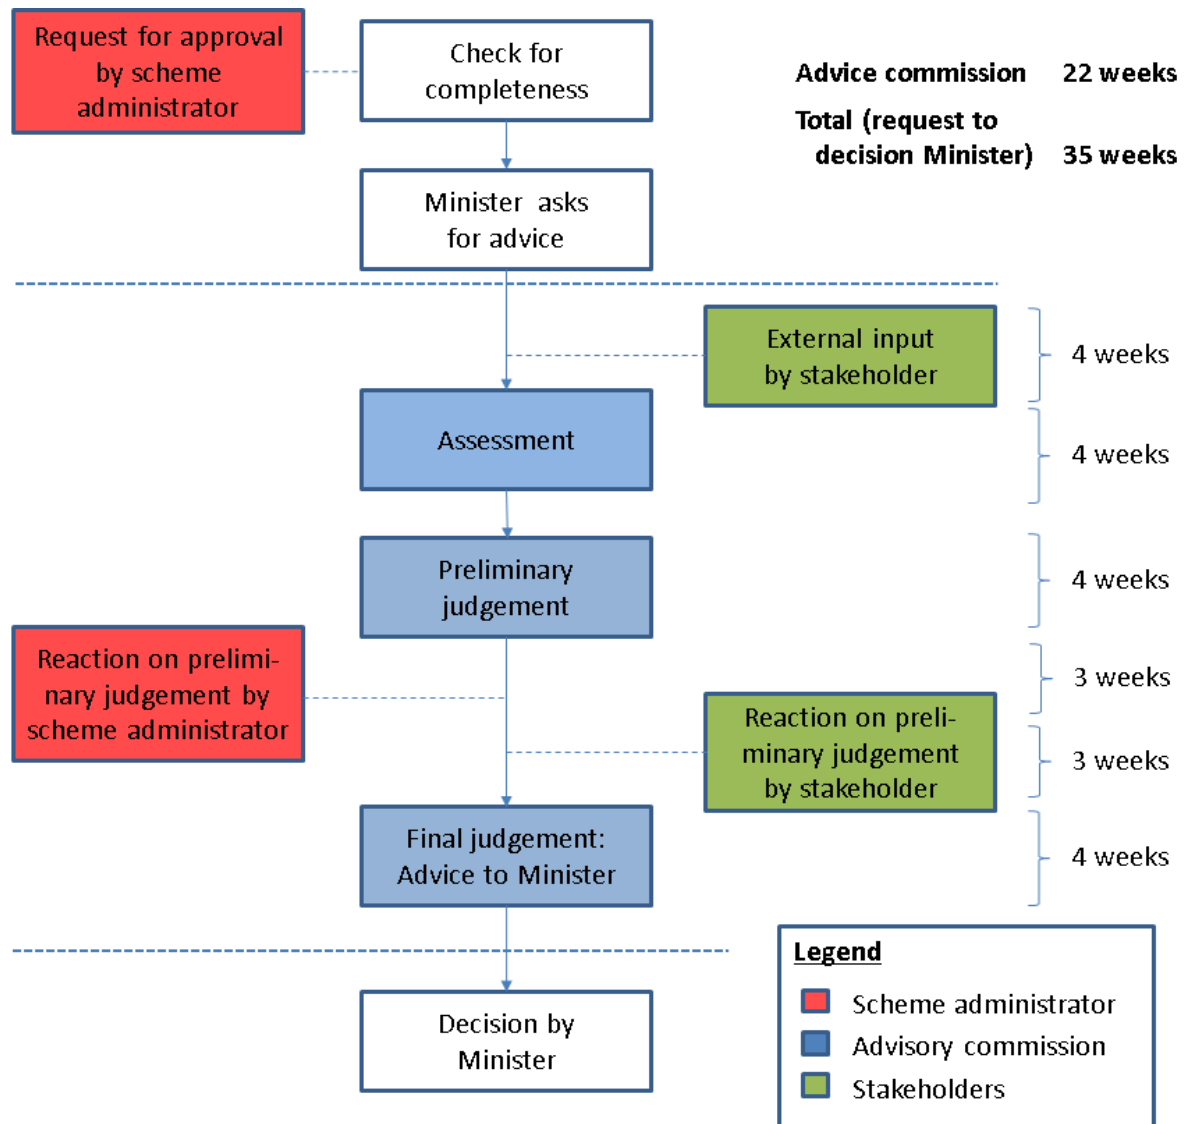 Request for approval
by scheme
administrator
Check for
completeness
Advice commission 22 weeks
Total (request to
decision Minister) 35 weeks
Minister asks
for advice
External input
by stakeholder
4 weeks
Assessment
4 weeks
Preliminary
judgement
4 weeks
Reaction on prelimi-
nary judgement by
scheme administrator
3 weeks
Reaction on preli-
minary judgement
by stakeholder
3 weeks
Final judgement:
Advice to Minister
4 weeks
Decision by
Minister
Legend
Scheme administrator
Advisory commission
Stakeholders